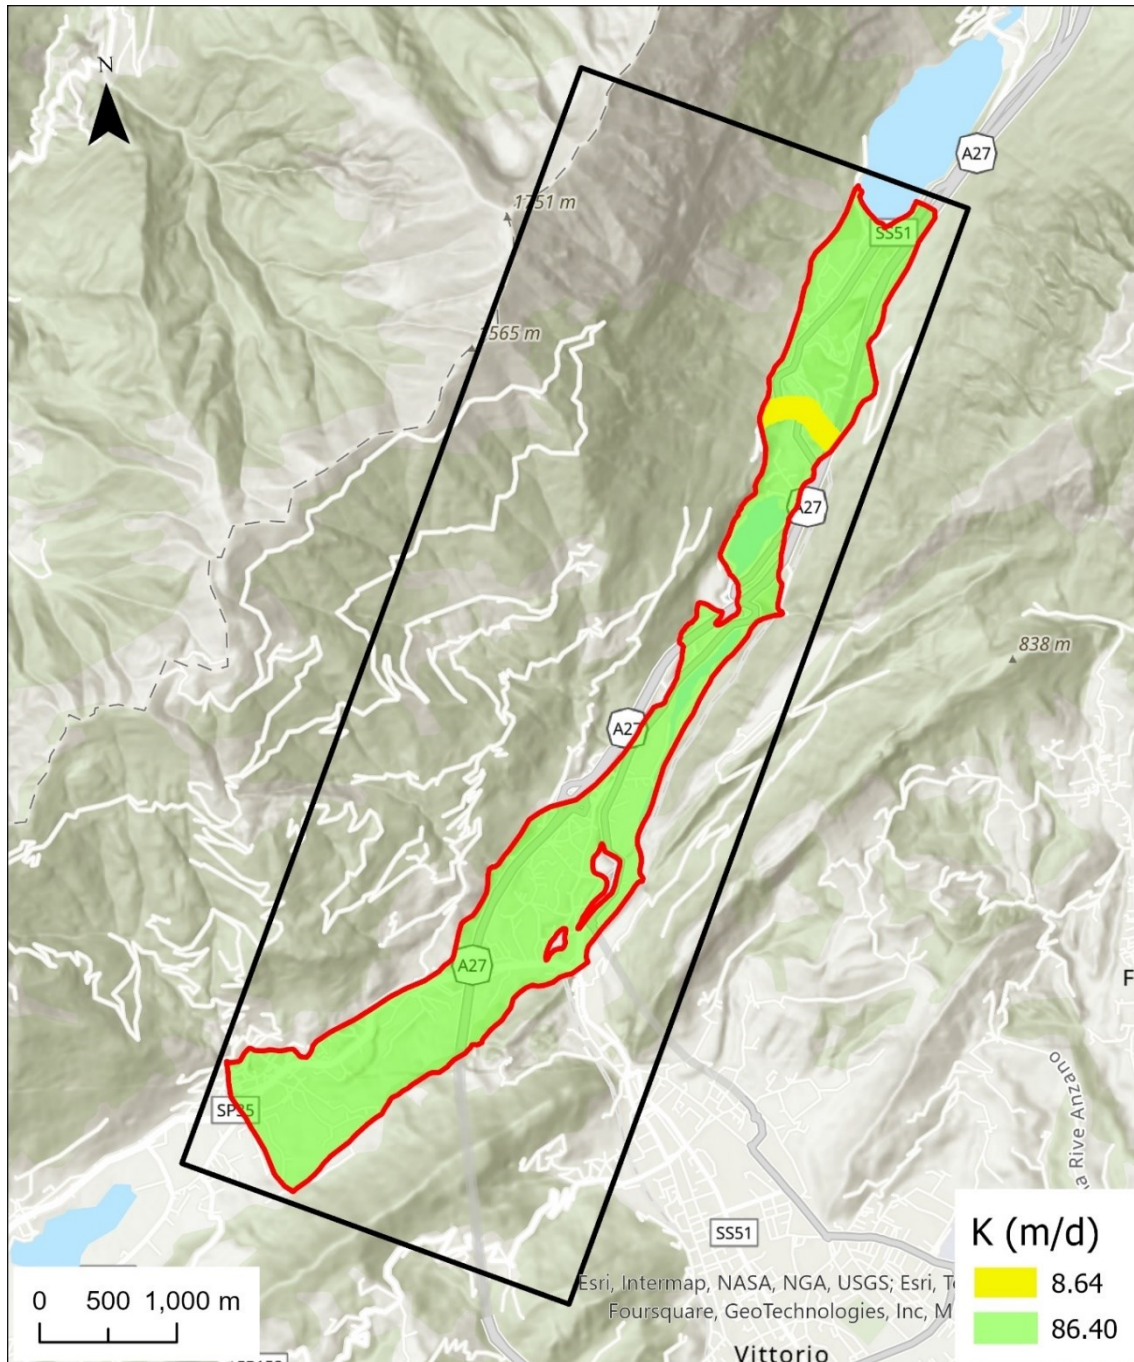 N
A27
1751 m
SS51
1565 m
A27
838 m
A27
A27
F
SP35
a Rive Anzano
SS51
K (m/d)
8.64
86.40
0 500 1,000 m
Esri, Intermap, NASA, NGA, USGS; Esri,
Foursquare, GeoTechnologies, Inc, M
Vittorio